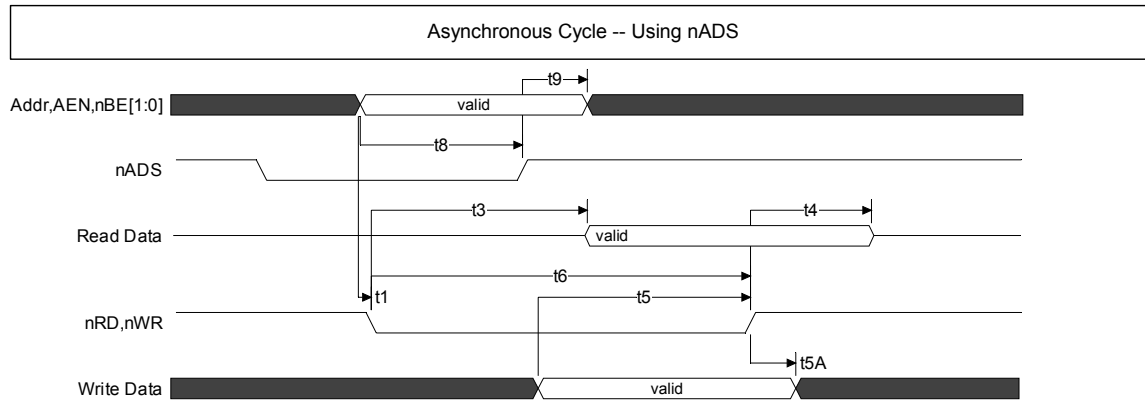 Asynchronous Cycle -- Using nADS
t9
Addr,AEN,nBE[1:0] valid
t8
nADS
t3 t4
Read Data valid
t6
t1 t5
nRD,nWR
t5A
Write Data valid